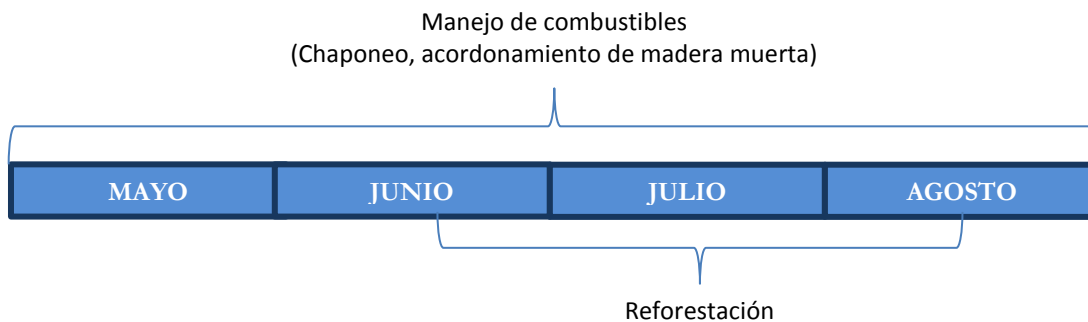 Manejo de combustibles
(Chaponeo, acordonamiento de madera muerta)
MAYO JUNIO JULIO AGOSTO
Reforestación